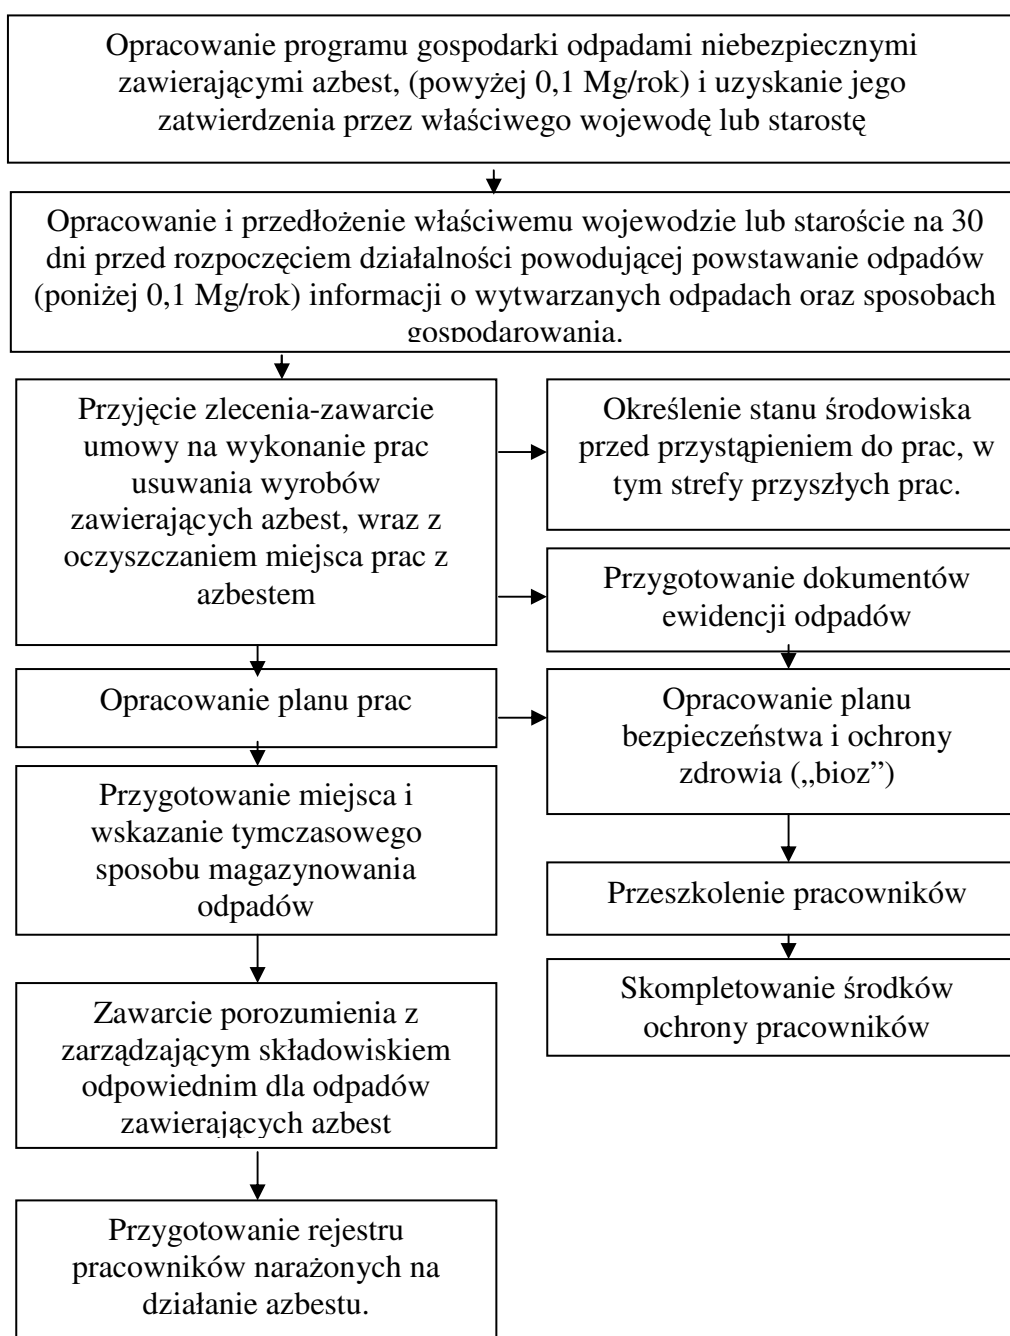 Opracowanie programu gospodarki odpadami niebezpiecznymi
zawierającymi azbest, (powyżej 0,1 Mg/rok) i uzyskanie jego
zatwierdzenia przez właściwego wojewodę lub starostę
Opracowanie i przedłożenie właściwemu wojewodzie lub staroście na 30
dni przed rozpoczęciem działalności powodującej powstawanie odpadów
(poniżej 0,1 Mg/rok) informacji o wytwarzanych odpadach oraz sposobach
gospodarowania.
Przyjęcie zlecenia-zawarcie
umowy na wykonanie prac
usuwania wyrobów
zawierających azbest, wraz z
oczyszczaniem miejsca prac z
azbestem
Określenie stanu środowiska
przed przystąpieniem do prac, w
tym strefy przyszłych prac.
Przygotowanie dokumentów
ewidencji odpadów
Opracowanie planu prac
Opracowanie planu
bezpieczeństwa i ochrony
zdrowia („bioz”)
Przygotowanie miejsca i
wskazanie tymczasowego
sposobu magazynowania
odpadów
Przeszkolenie pracowników
Skompletowanie środków
ochrony pracowników
Zawarcie porozumienia z
zarządzającym składowiskiem
odpowiednim dla odpadów
zawierających azbest
Przygotowanie rejestru
pracowników narażonych na
działanie azbestu.